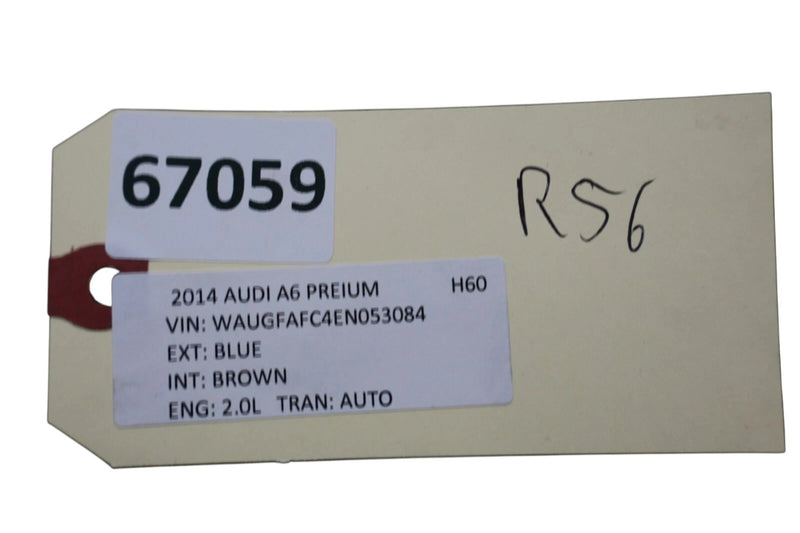 67059
R56
2014 AUDI A6 PREIUM H60
VIN: WAUGFAFC4EN053084
EXT: BLUE
INT: BROWN
ENG: 2.0L TRAN: AUTO